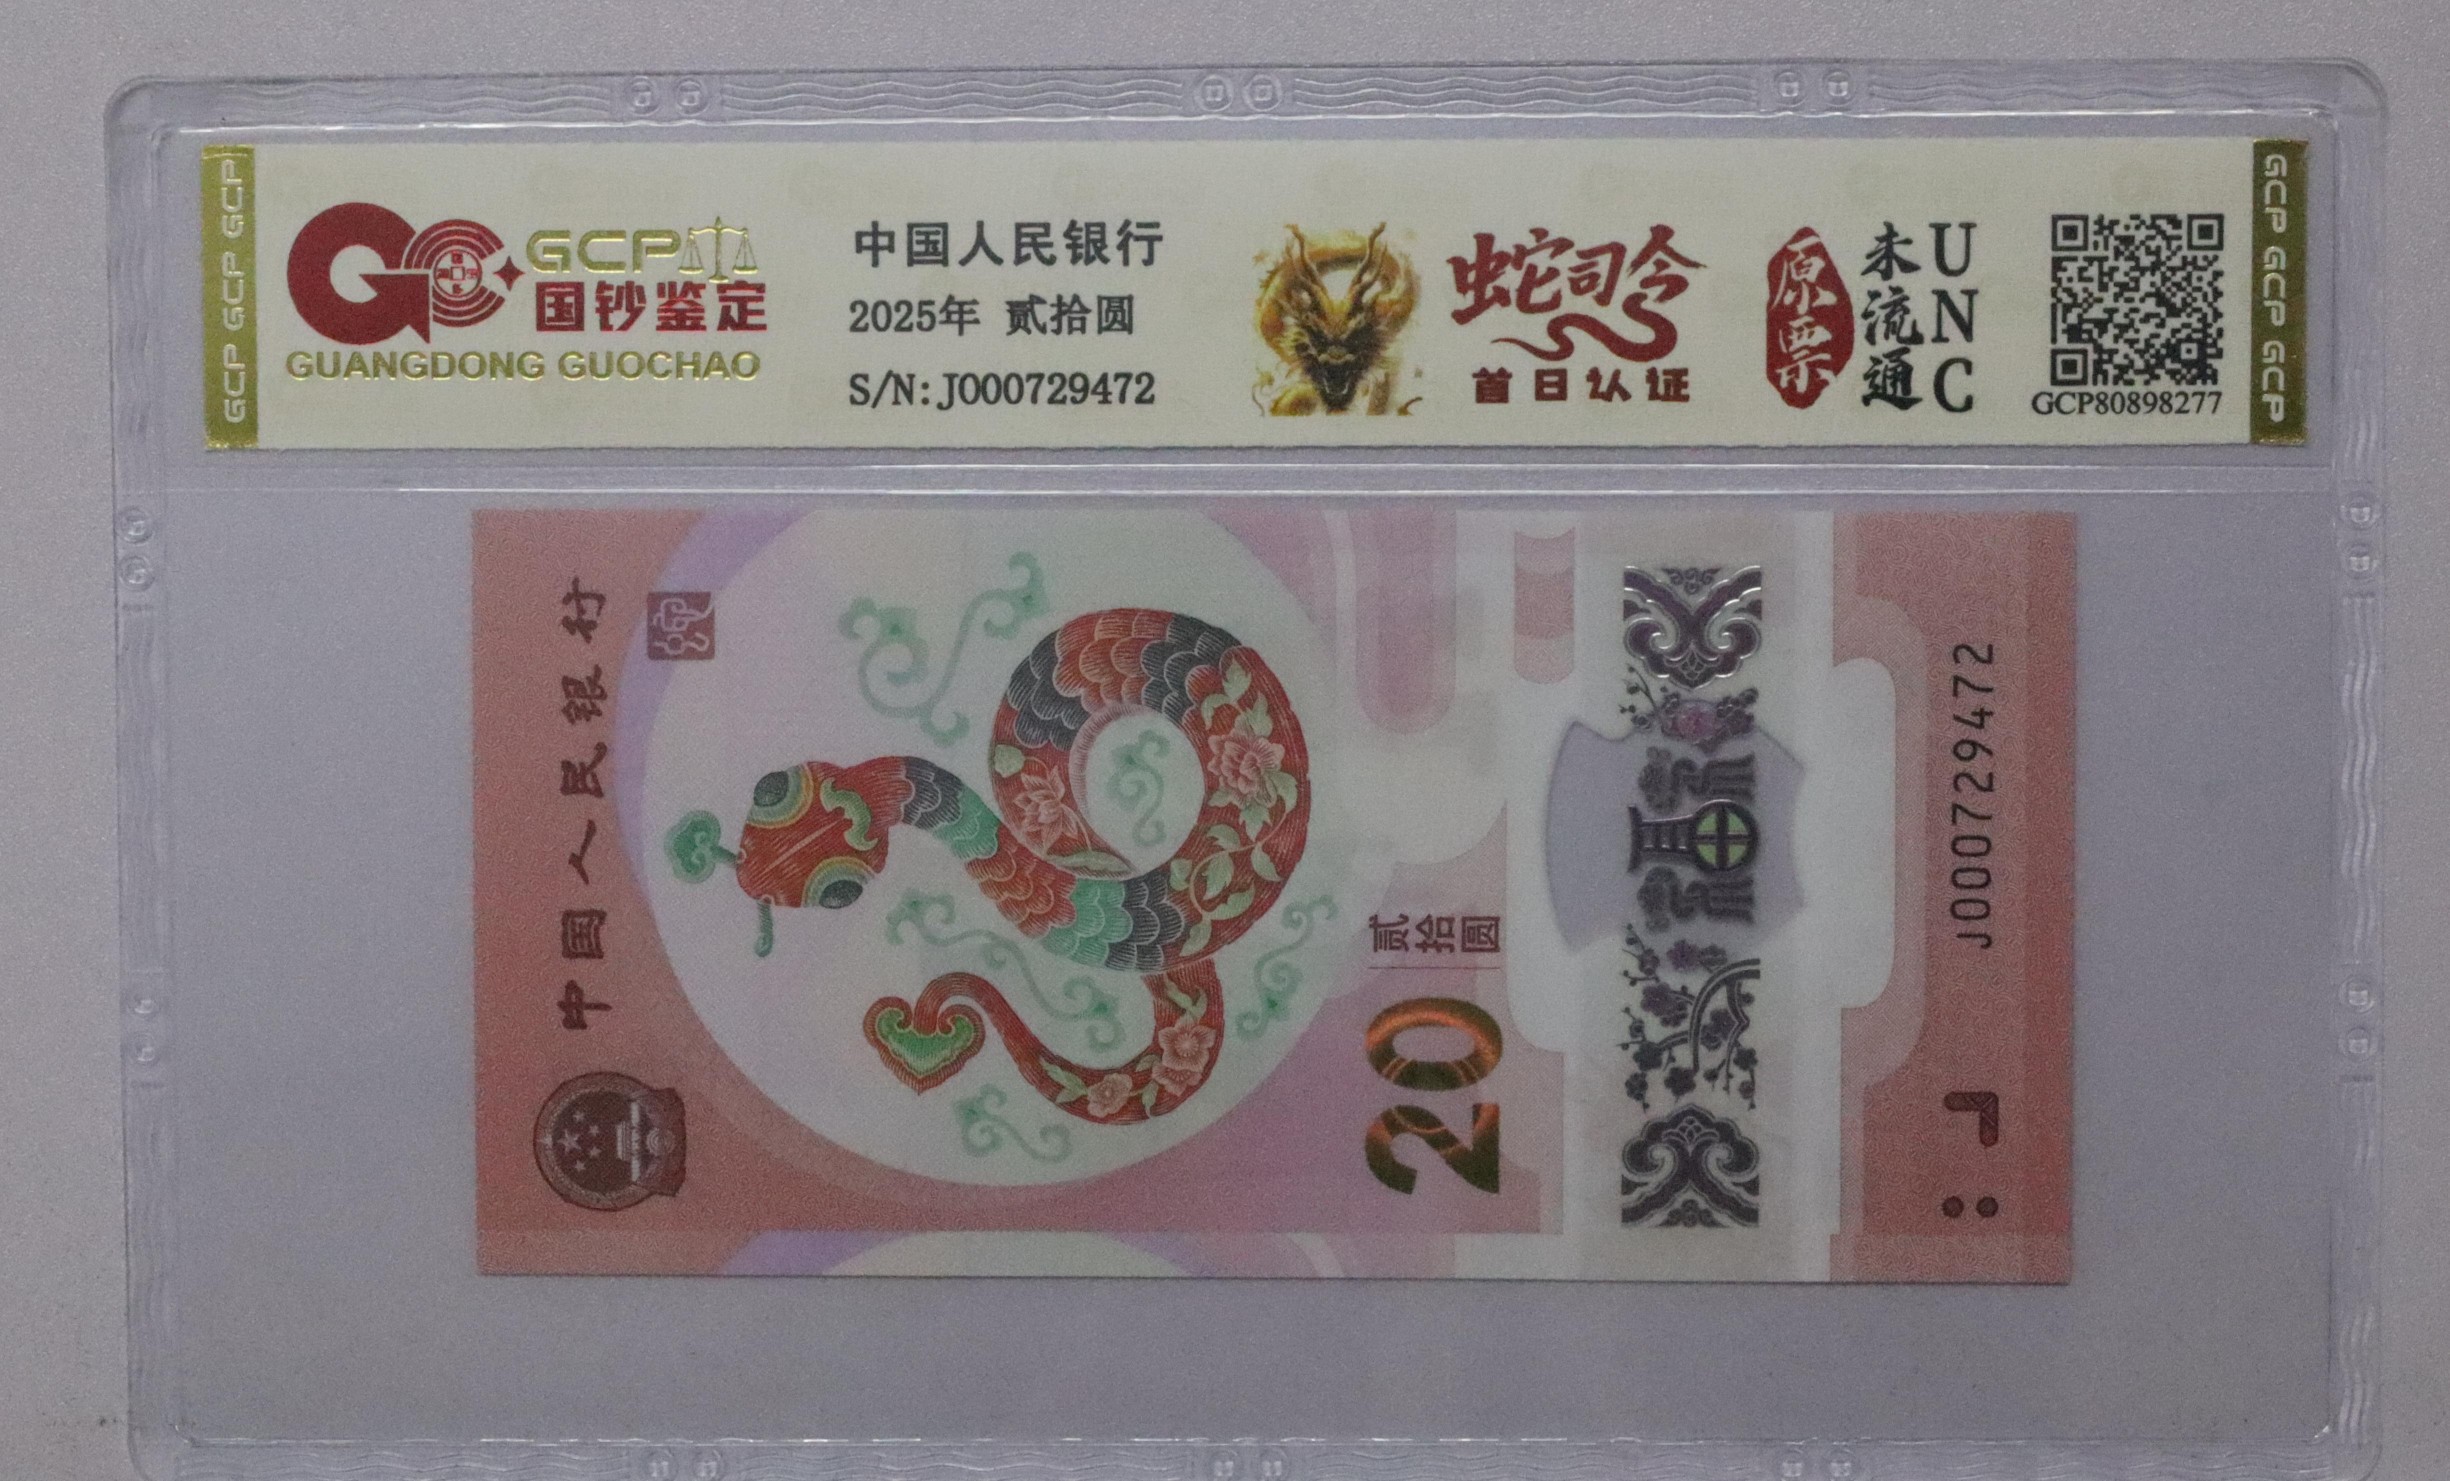 GCP GCP GCP
GCP
国钞鉴定
GUANGDONG GUOCHAO
中国人民银行
2025年 贰拾圆
S/N:J000729472
蛇司令
首日认证
原票
未流通
UNC
GCP80898277
GCP GCP GCP
中国人民银行
贰拾圆
20
福
J000729472